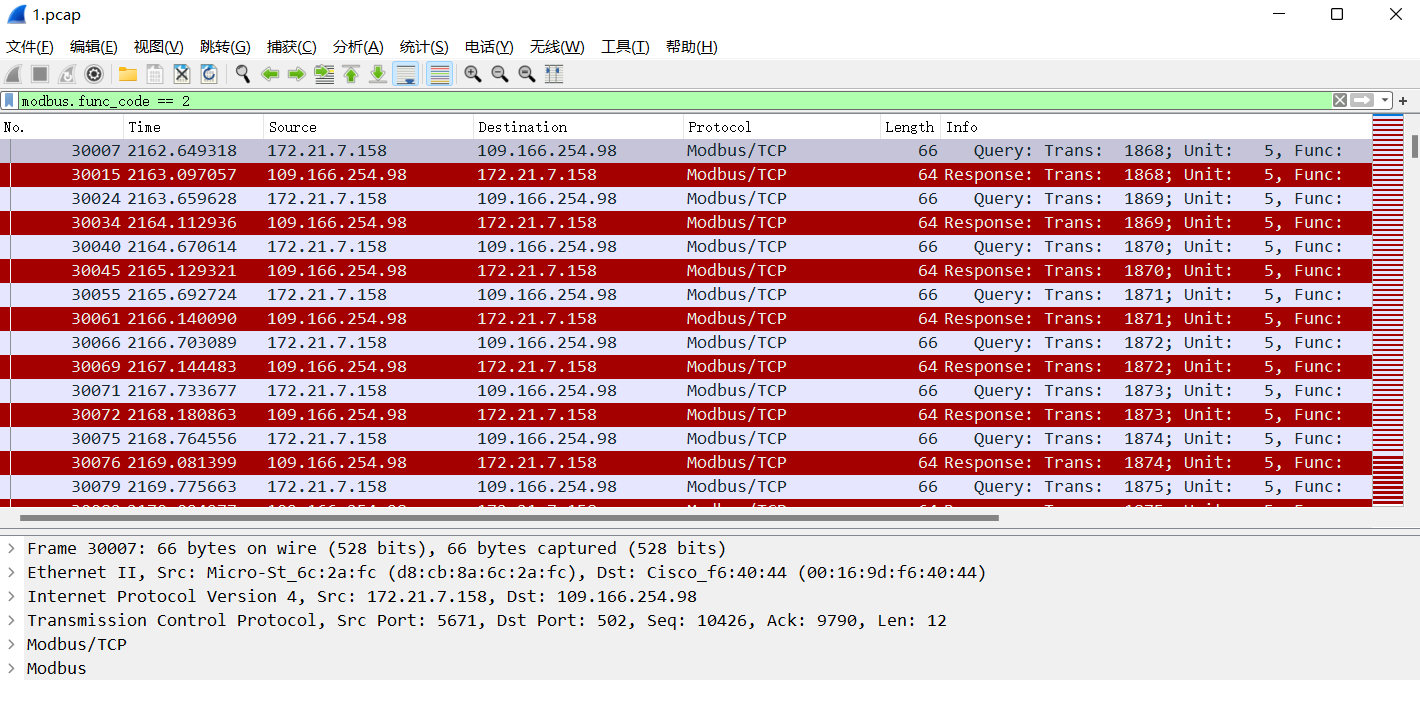 1.pcap
文件(F) 编辑(E) 视图(V) 跳转(G) 捕获(C) 分析(A) 统计(S) 电话(Y) 无线(W) 工具(T) 帮助(H)
modbus.func_code == 2
No. Time Source Destination Protocol Length Info
30007 2162.649318 172.21.7.158 109.166.254.98 Modbus/TCP 66 Query: Trans: 1868; Unit: 5, Func:
30015 2163.097057 109.166.254.98 172.21.7.158 Modbus/TCP 64 Response: Trans: 1868; Unit: 5, Func:
30024 2163.659628 172.21.7.158 109.166.254.98 Modbus/TCP 66 Query: Trans: 1869; Unit: 5, Func:
30034 2164.112936 109.166.254.98 172.21.7.158 Modbus/TCP 64 Response: Trans: 1869; Unit: 5, Func:
30040 2164.670614 172.21.7.158 109.166.254.98 Modbus/TCP 66 Query: Trans: 1870; Unit: 5, Func:
30045 2165.129321 109.166.254.98 172.21.7.158 Modbus/TCP 64 Response: Trans: 1870; Unit: 5, Func:
30055 2165.692724 172.21.7.158 109.166.254.98 Modbus/TCP 66 Query: Trans: 1871; Unit: 5, Func:
30061 2166.140090 109.166.254.98 172.21.7.158 Modbus/TCP 64 Response: Trans: 1871; Unit: 5, Func:
30066 2166.703089 172.21.7.158 109.166.254.98 Modbus/TCP 66 Query: Trans: 1872; Unit: 5, Func:
30069 2167.144483 109.166.254.98 172.21.7.158 Modbus/TCP 64 Response: Trans: 1872; Unit: 5, Func:
30071 2167.733677 172.21.7.158 109.166.254.98 Modbus/TCP 66 Query: Trans: 1873; Unit: 5, Func:
30072 2168.180863 109.166.254.98 172.21.7.158 Modbus/TCP 64 Response: Trans: 1873; Unit: 5, Func:
30075 2168.764556 172.21.7.158 109.166.254.98 Modbus/TCP 66 Query: Trans: 1874; Unit: 5, Func:
30076 2169.081399 109.166.254.98 172.21.7.158 Modbus/TCP 64 Response: Trans: 1874; Unit: 5, Func:
30079 2169.775663 172.21.7.158 109.166.254.98 Modbus/TCP 66 Query: Trans: 1875; Unit: 5, Func:
Frame 30007: 66 bytes on wire (528 bits), 66 bytes captured (528 bits)
Ethernet II, Src: Micro-St_6c:2a:fc (d8:cb:8a:6c:2a:fc), Dst: Cisco_f6:40:44 (00:16:9d:f6:40:44)
Internet Protocol Version 4, Src: 172.21.7.158, Dst: 109.166.254.98
Transmission Control Protocol, Src Port: 5671, Dst Port: 502, Seq: 10426, Ack: 9790, Len: 12
Modbus/TCP
Modbus